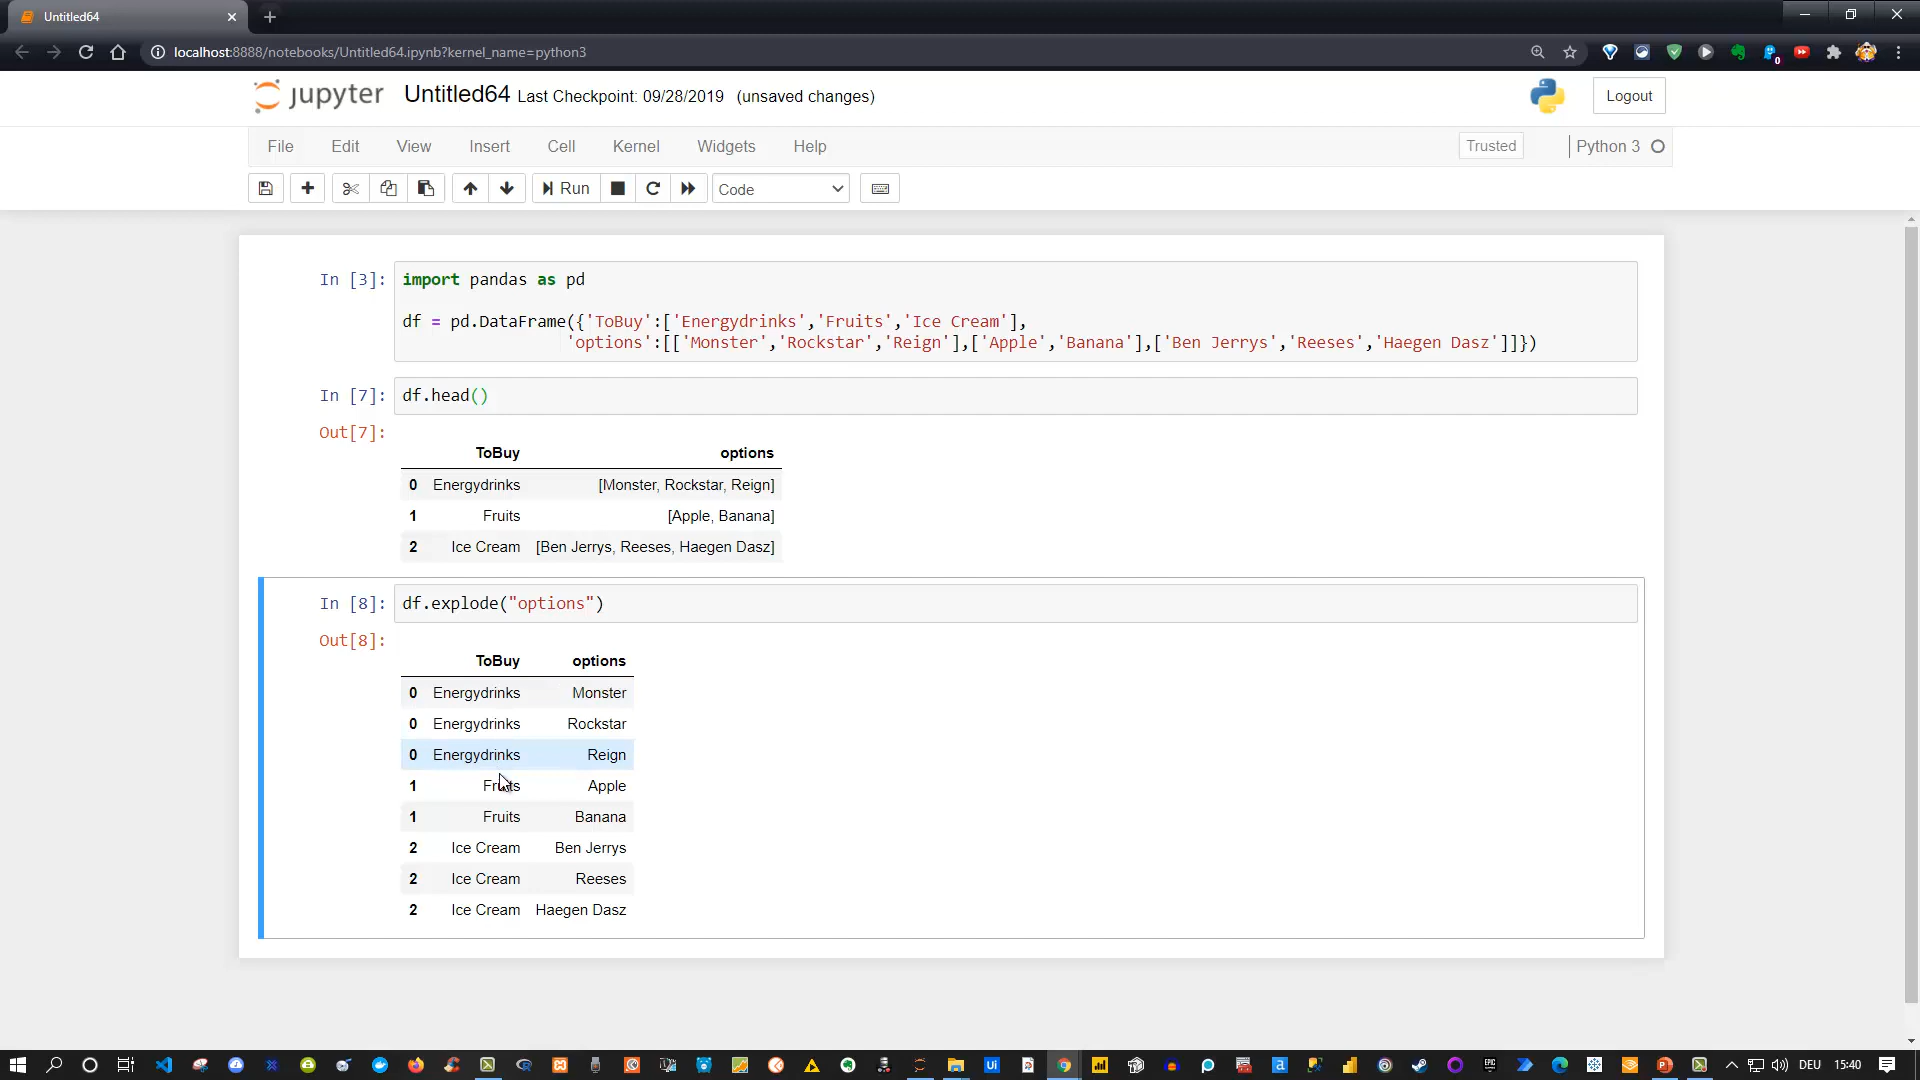 Untitled64
localhost:8888/notebooks/Untitled64.ipynb?kernel_name=python3
0
jupyter Untitled64 Last Checkpoint: 09/28/2019 (unsaved changes) Logout
File Edit View Insert Cell Kernel Widgets Help Trusted Python 3
Run Code
In [3]: import pandas as pd
df = pd.DataFrame({'ToBuy':['Energydrinks','Fruits','Ice Cream'],
'options':[['Monster','Rockstar','Reign'],['Apple','Banana'],['Ben Jerrys','Reeses','Haegen Dasz']]})
In [7]: df.head()
Out[7]:
ToBuy options
0 Energydrinks [Monster, Rockstar, Reign]
1 Fruits [Apple, Banana]
2 Ice Cream [Ben Jerrys, Reeses, Haegen Dasz]
In [8]: df.explode("options")
Out[8]:
ToBuy options
0 Energydrinks Monster
0 Energydrinks Rockstar
0 Energydrinks Reign
1 Fruits Apple
1 Fruits Banana
2 Ice Cream Ben Jerrys
2 Ice Cream Reeses
2 Ice Cream Haegen Dasz
DEU 15:40